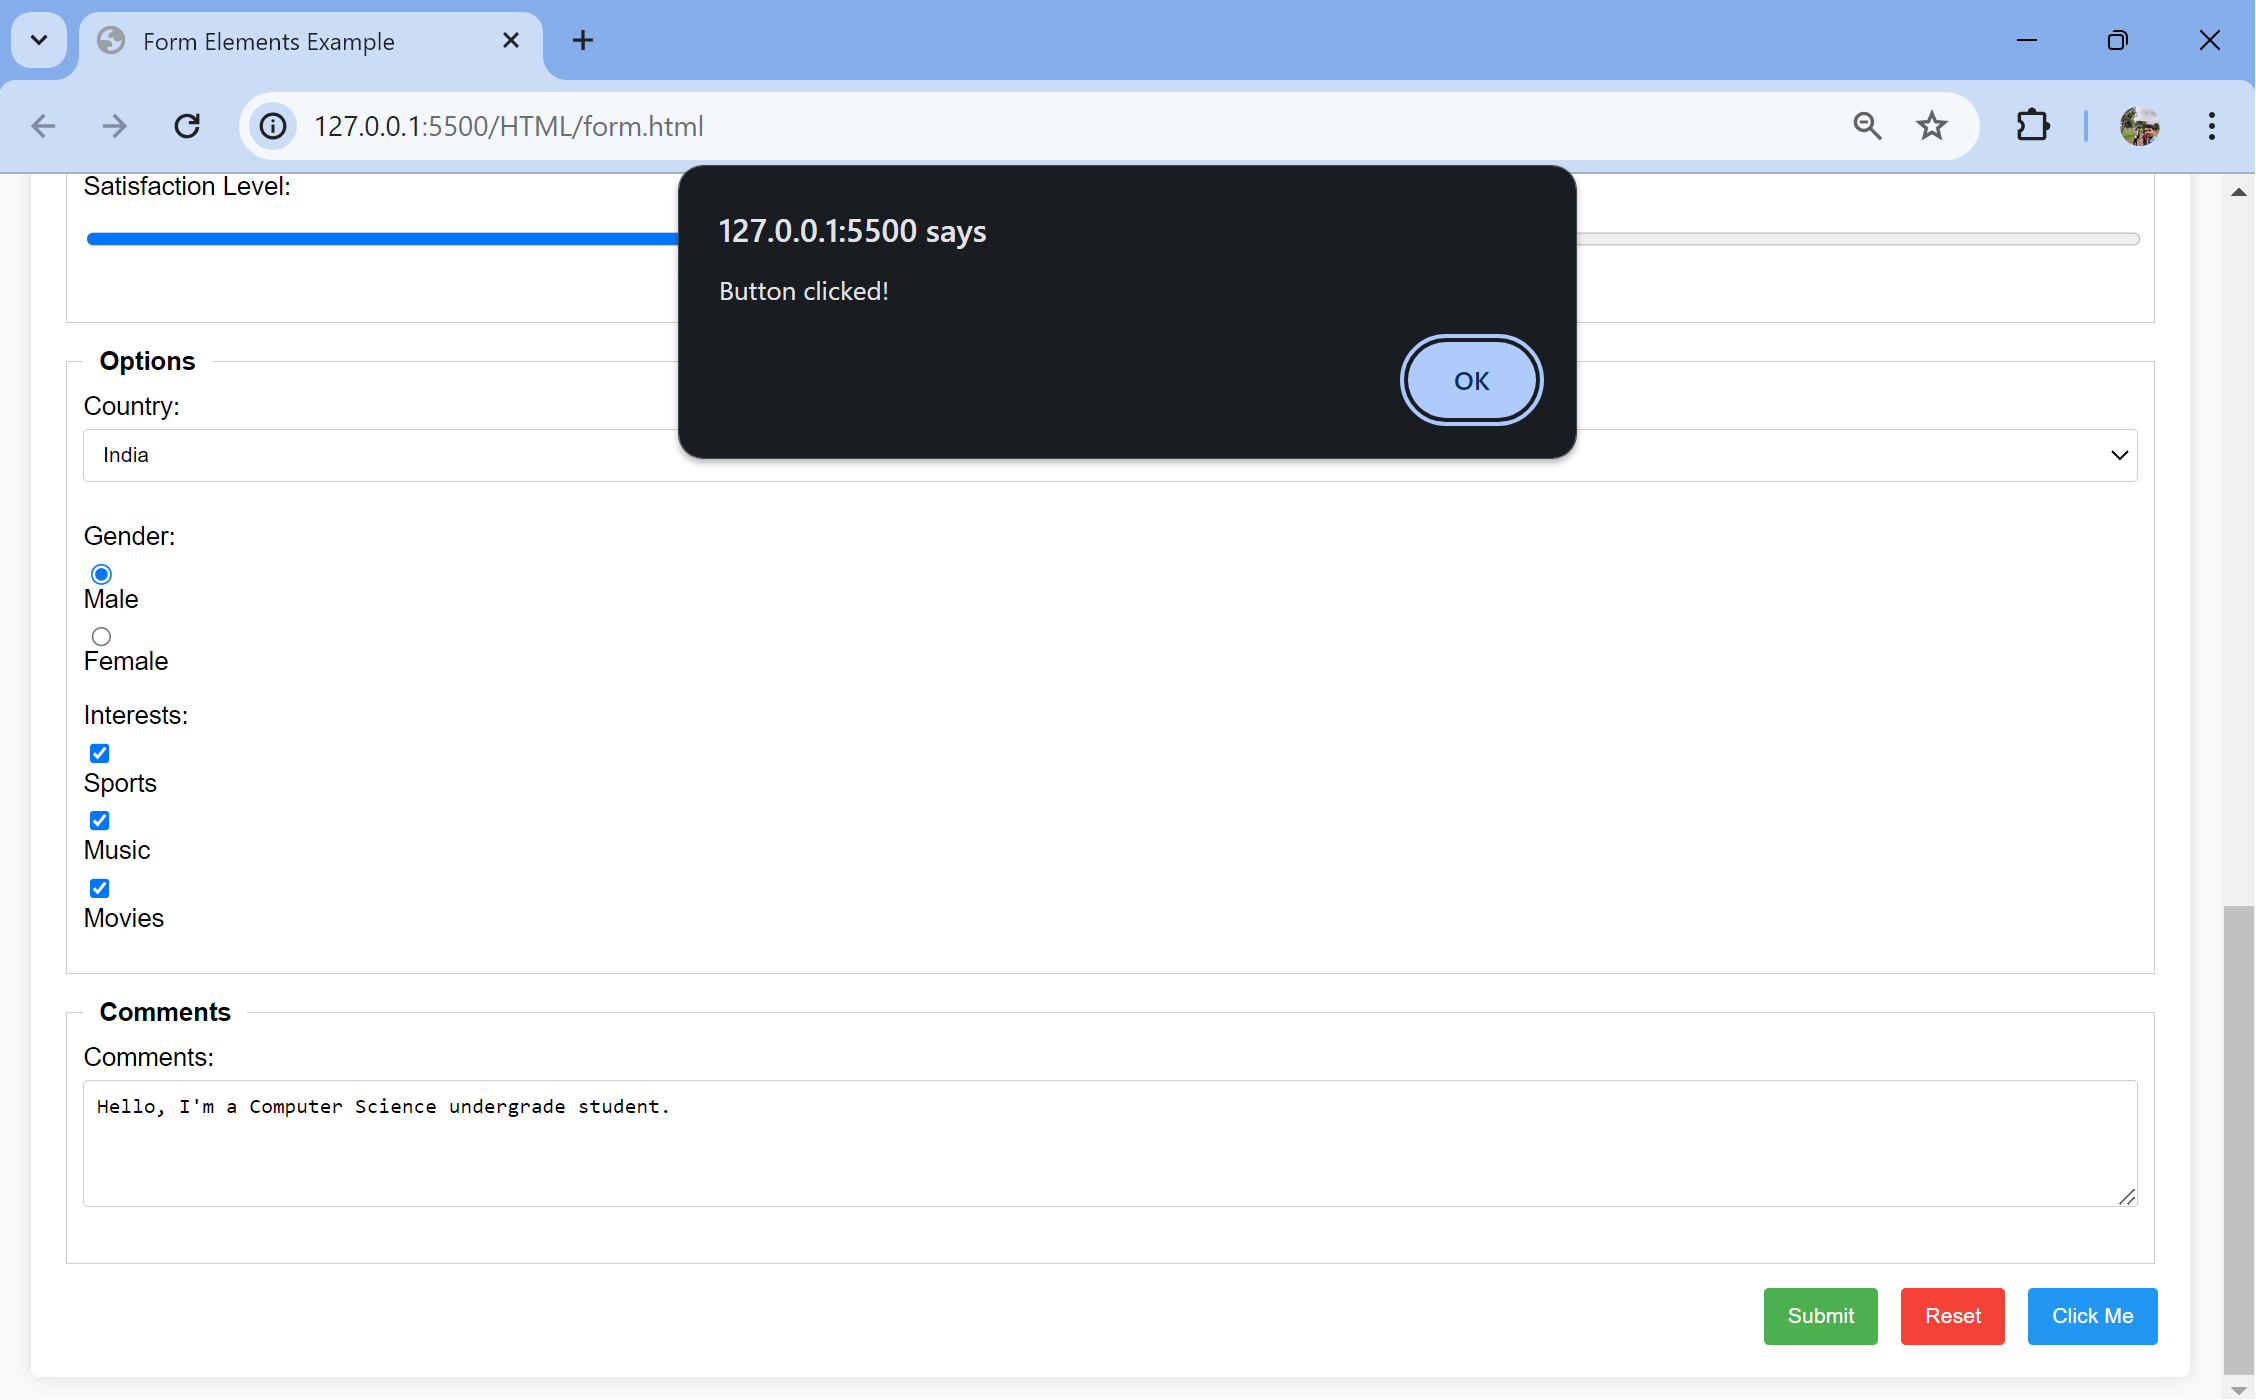 Form Elements Example
127.0.0.1:5500/HTML/form.html
Satisfaction Level:
127.0.0.1:5500 says
Button clicked!
OK
Options
Country:
India
Gender:
Male
Female
Interests:
Sports
Music
Movies
Comments
Comments:
Hello, I'm a Computer Science undergrade student.
Submit Reset Click Me